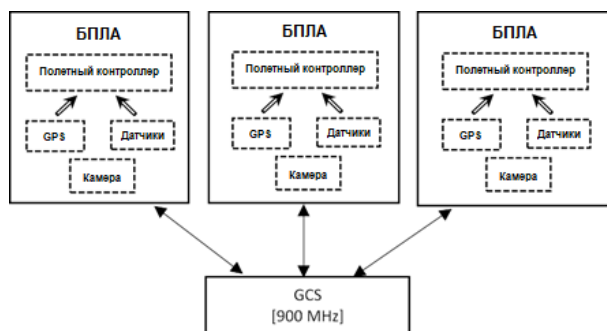 БПЛА
Полетный контроллер
GPS
Датчики
Камера
БПЛА
Полетный контроллер
GPS
Датчики
Камера
БПЛА
Полетный контроллер
GPS
Датчики
Камера
GCS
[900 MHz]